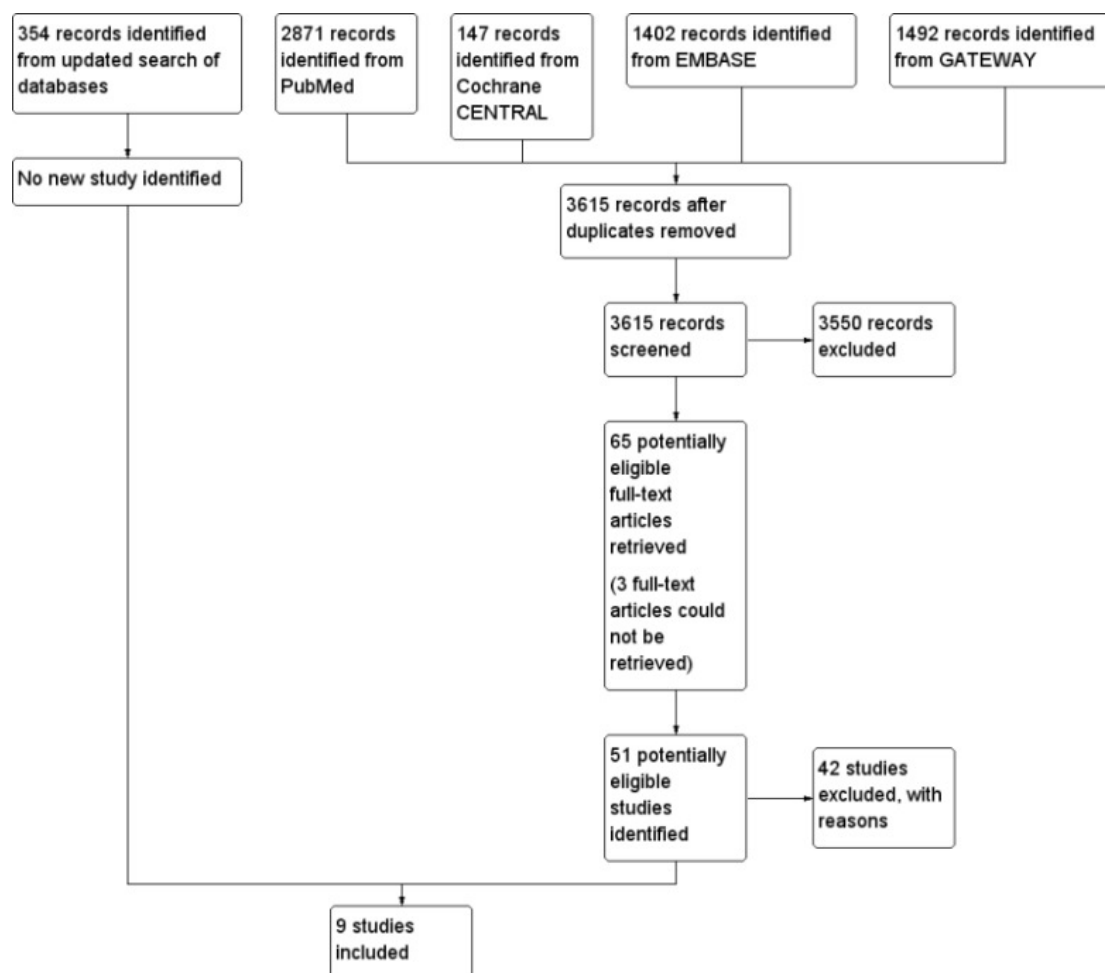 354 records identified
from updated search of
databases
2871 records
identified from
PubMed
147 records
identified from
Cochrane
CENTRAL
1402 records identified
from EMBASE
1492 records identified
from GATEWAY
No new study identified
3615 records after
duplicates removed
3615 records
screened
3550 records
excluded
65 potentially
eligible
full-text
articles
retrieved
(3 full-text
articles could
not be
retrieved)
51 potentially
eligible
studies
identified
42 studies
excluded, with
reasons
9 studies
included